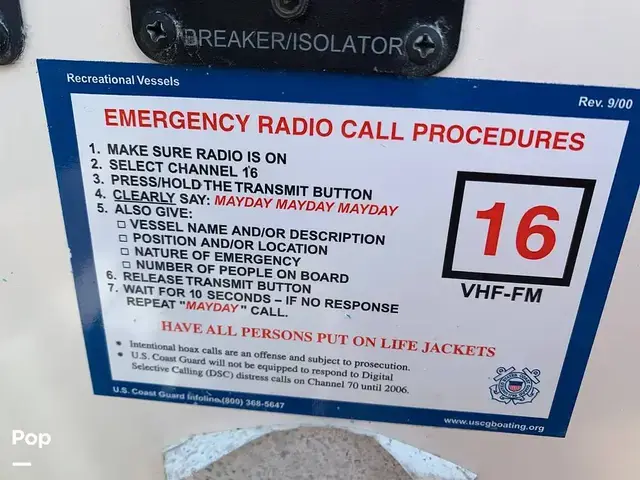 BREAKER/ISOLATOR
Recreational Vessels
Rev. 9/00
EMERGENCY RADIO CALL PROCEDURES
1. MAKE SURE RADIO IS ON
2. SELECT CHANNEL 16
3. PRESS/HOLD THE TRANSMIT BUTTON
4. CLEARLY SAY: MAYDAY MAYDAY MAYDAY
5. ALSO GIVE:
□ VESSEL NAME AND/OR DESCRIPTION
□ POSITION AND/OR LOCATION
□ NATURE OF EMERGENCY
□ NUMBER OF PEOPLE ON BOARD
6. RELEASE TRANSMIT BUTTON
7. WAIT FOR 10 SECONDS – IF NO RESPONSE
REPEAT "MAYDAY" CALL.
16
VHF-FM
HAVE ALL PERSONS PUT ON LIFE JACKETS
• Intentional hoax calls are an offense and subject to prosecution.
• U.S. Coast Guard will not be equipped to respond to Digital
Selective Calling (DSC) distress calls on Channel 70 until 2006.
U.S. Coast Guard Infoline.(800) 368-5647
www.uscgboating.org
Pop